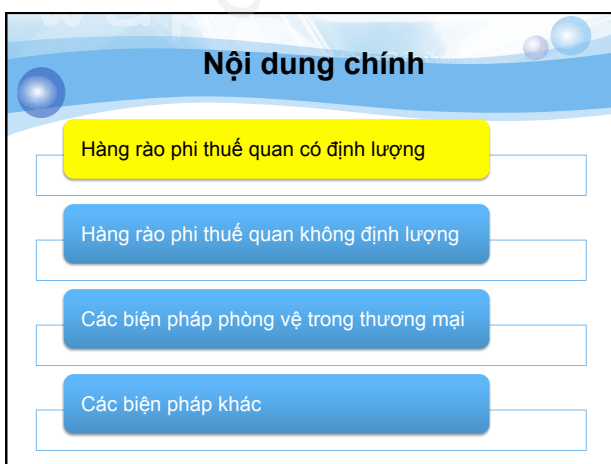 Nội dung chính
Hàng rào phi thuế quan có định lượng
Hàng rào phi thuế quan không định lượng
Các biện pháp phòng vệ trong thương mại
Các biện pháp khác